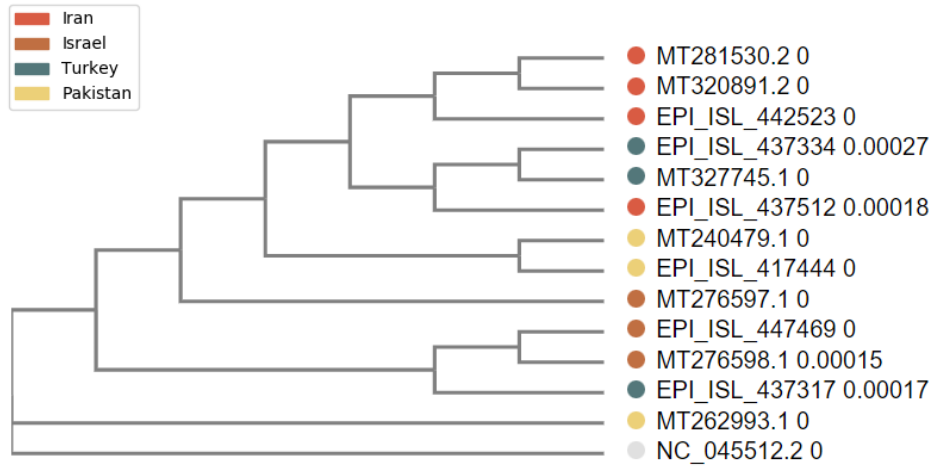 Iran
Israel
Turkey
Pakistan
MT281530.2 0
MT320891.2 0
EPI_ISL_442523 0
EPI_ISL_437334 0.00027
MT327745.1 0
EPI_ISL_437512 0.00018
MT240479.1 0
EPI_ISL_417444 0
MT276597.1 0
EPI_ISL_447469 0
MT276598.1 0.00015
EPI_ISL_437317 0.00017
MT262993.1 0
NC_045512.2 0